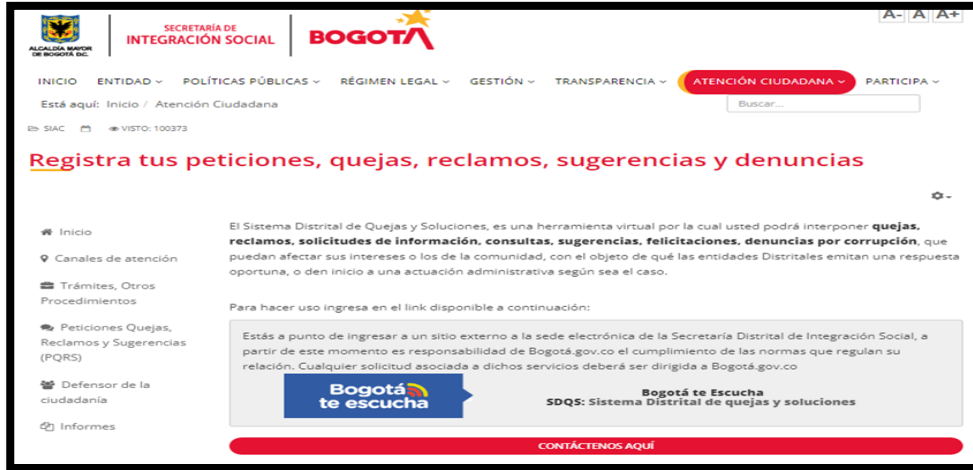 A- A A+
ALCALDÍA MAYOR
DE BOGOTÁ D.C.
SECRETARÍA DE
INTEGRACIÓN SOCIAL
BOGOTÁ
INICIO ENTIDAD POLÍTICAS PÚBLICAS RÉGIMEN LEGAL GESTIÓN TRANSPARENCIA ATENCIÓN CIUDADANA PARTICIPA
Está aquí: Inicio / Atención Ciudadana
Buscar...
SIAC VISTO: 100373
Registra tus peticiones, quejas, reclamos, sugerencias y denuncias
Inicio
Canales de atención
Trámites, Otros
Procedimientos
Peticiones Quejas,
Reclamos y Sugerencias
(PQRS)
Defensor de la
ciudadanía
Informes
El Sistema Distrital de Quejas y Soluciones, es una herramienta virtual por la cual usted podrá interponer quejas,
reclamos, solicitudes de información, consultas, sugerencias, felicitaciones, denuncias por corrupción, que
puedan afectar sus intereses o los de la comunidad, con el objeto de qué las entidades Distritales emitan una respuesta
oportuna, o den inicio a una actuación administrativa según sea el caso.
Para hacer uso ingresa en el link disponible a continuación:
Estás a punto de ingresar a un sitio externo a la sede electrónica de la Secretaría Distrital de Integración Social, a
partir de este momento es responsabilidad de Bogotá.gov.co el cumplimiento de las normas que regulan su
relación. Cualquier solicitud asociada a dichos servicios deberá ser dirigida a Bogotá.gov.co
Bogotá
te escucha
Bogotá te Escucha
SDQS: Sistema Distrital de quejas y soluciones
CONTÁCTENOS AQUÍ